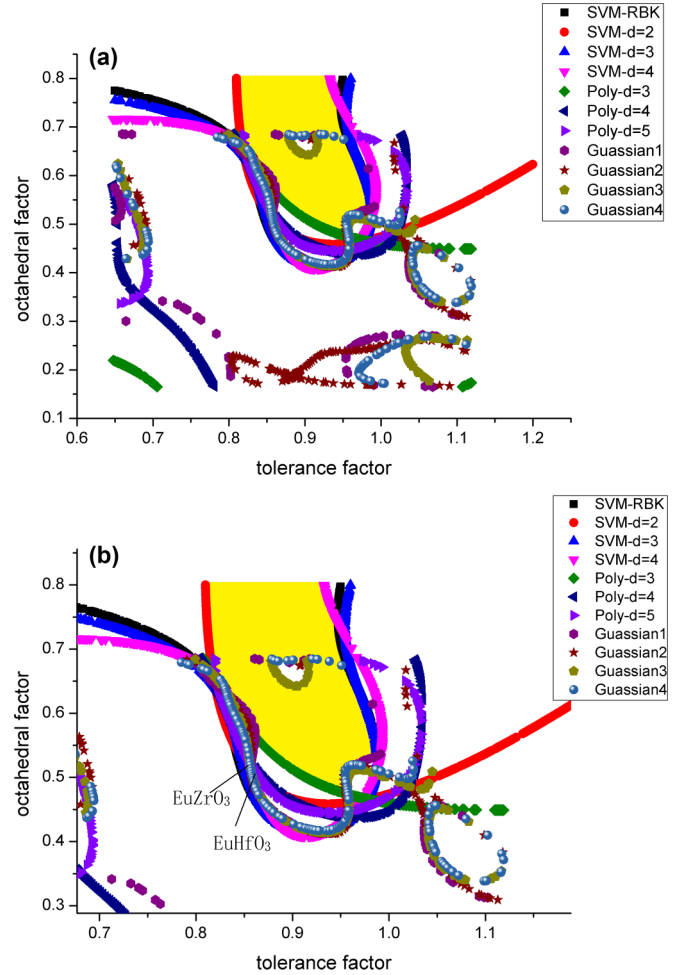 (a)
SVM-RBK
SVM-d=2
SVM-d=3
SVM-d=4
Poly-d=3
Poly-d=4
Poly-d=5
Guassian1
Guassian2
Guassian3
Guassian4
octahedral factor
0.8
0.7
0.6
0.5
0.4
0.3
0.2
0.1
0.6 0.7 0.8 0.9 1.0 1.1 1.2
tolerance factor
(b)
SVM-RBK
SVM-d=2
SVM-d=3
SVM-d=4
Poly-d=3
Poly-d=4
Poly-d=5
Guassian1
Guassian2
Guassian3
Guassian4
octahedral factor
0.8
0.7
0.6
0.5
0.4
0.3
EuZrO₃
EuHfO₃
0.7 0.8 0.9 1.0 1.1
tolerance factor